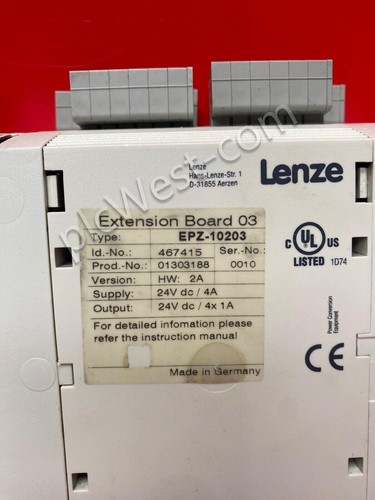 Lenze
Hans-Lenze-Str. 1
D-31855 Aerzen
Lenze
Extension Board 03
Type: EPZ-10203
Id.-No.: 467415 Ser.-No.:
Prod.-No.: 01303188 0010
Version: HW: 2A
Supply: 24V dc / 4A
Output: 24V dc / 4x 1A
For detailed infomation please
refer the instruction manual
Made in Germany
C UL US
LISTED 1D74
Power Conversion
Equipment
CE
plcWest-com